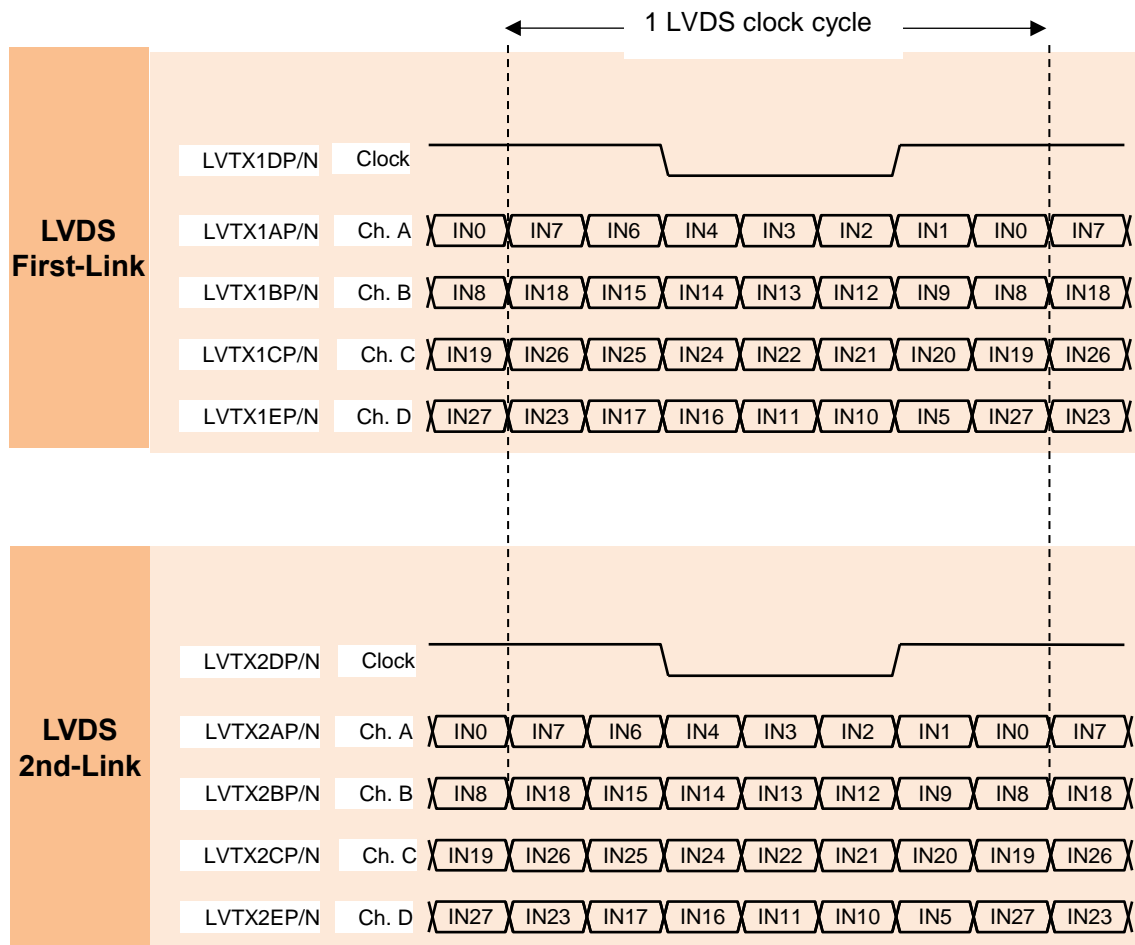 1 LVDS clock cycle
LVDS
First-Link
LVTX1DP/N Clock
LVTX1AP/N Ch. A IN0 IN7 IN6 IN4 IN3 IN2 IN1 IN0 IN7
LVTX1BP/N Ch. B IN8 IN18 IN15 IN14 IN13 IN12 IN9 IN8 IN18
LVTX1CP/N Ch. C IN19 IN26 IN25 IN24 IN22 IN21 IN20 IN19 IN26
LVTX1EP/N Ch. D IN27 IN23 IN17 IN16 IN11 IN10 IN5 IN27 IN23
LVDS
2nd-Link
LVTX2DP/N Clock
LVTX2AP/N Ch. A IN0 IN7 IN6 IN4 IN3 IN2 IN1 IN0 IN7
LVTX2BP/N Ch. B IN8 IN18 IN15 IN14 IN13 IN12 IN9 IN8 IN18
LVTX2CP/N Ch. C IN19 IN26 IN25 IN24 IN22 IN21 IN20 IN19 IN26
LVTX2EP/N Ch. D IN27 IN23 IN17 IN16 IN11 IN10 IN5 IN27 IN23